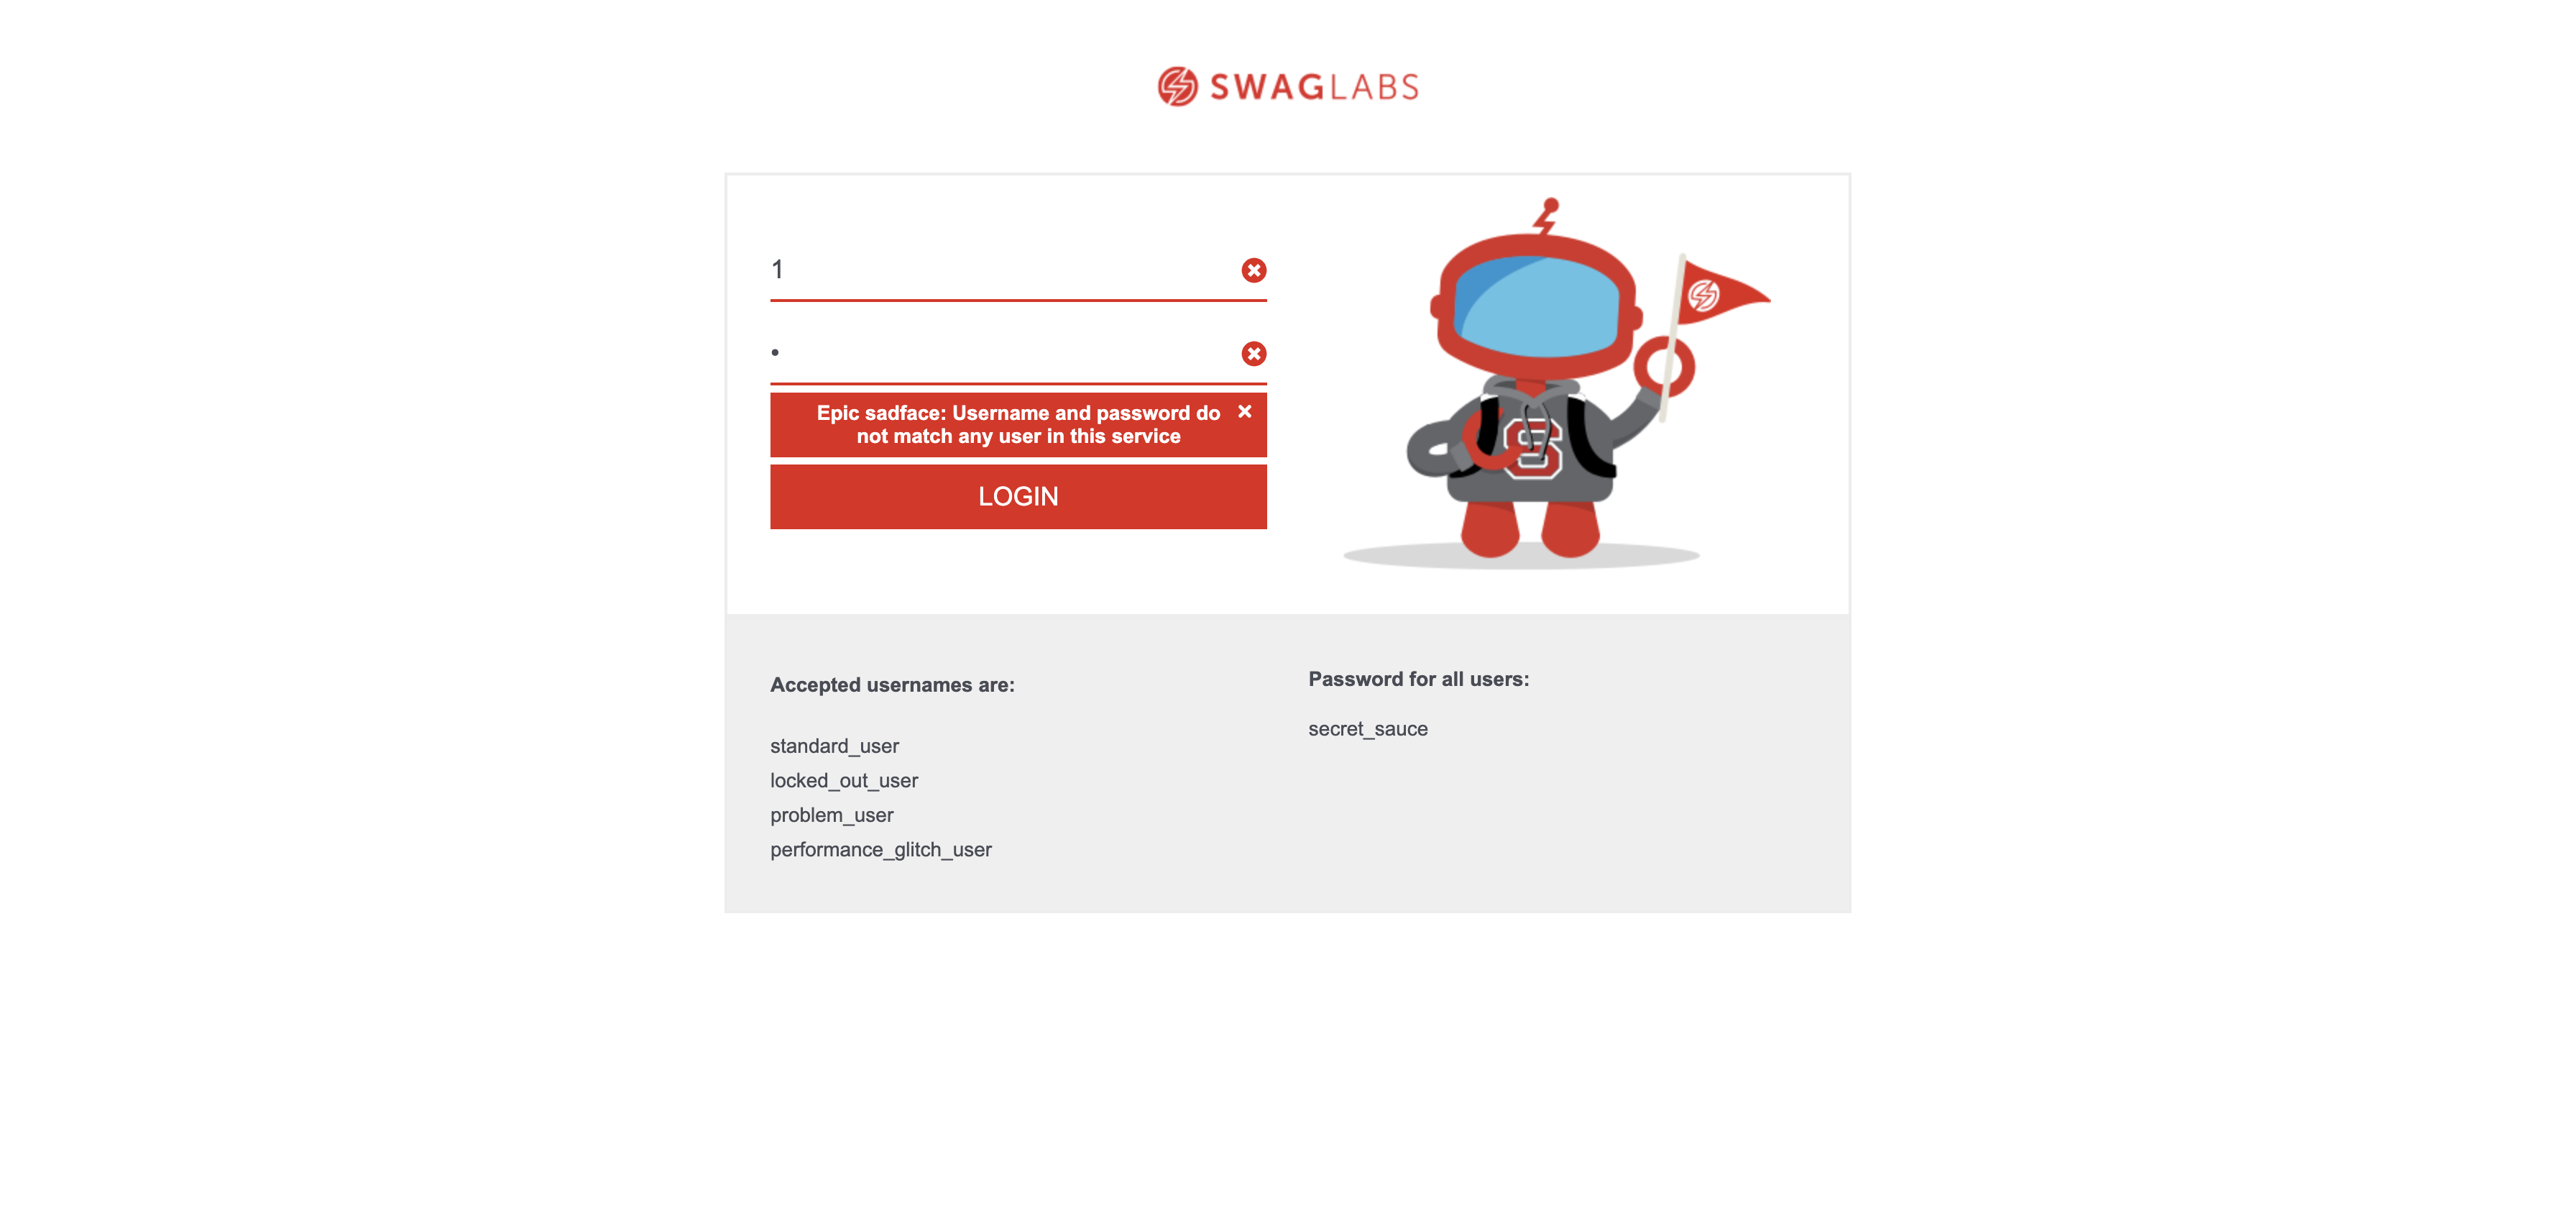 SWAGLABS
1
•
Epic sadface: Username and password do
not match any user in this service
LOGIN
S
Accepted usernames are:
standard_user
locked_out_user
problem_user
performance_glitch_user
Password for all users:
secret_sauce